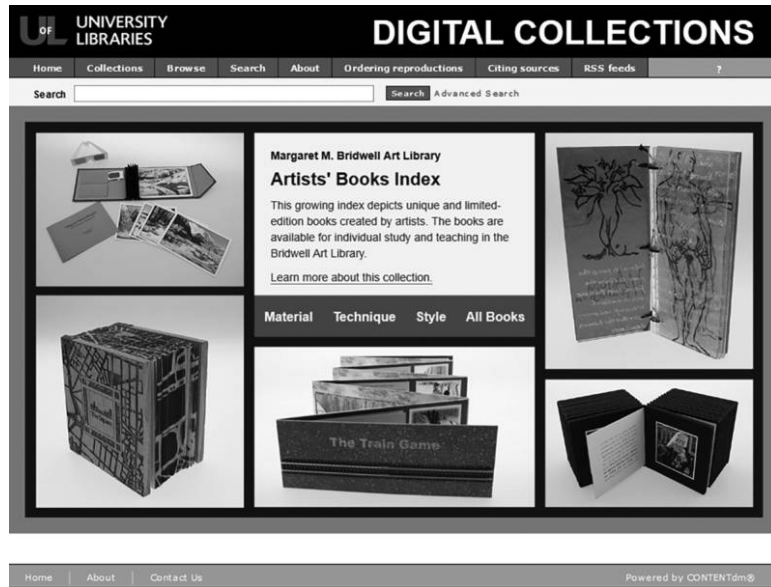 UofL UNIVERSITY
LIBRARIES
DIGITAL COLLECTIONS
Home Collections Browse Search About Ordering reproductions Citing sources RSS feeds ?
Search Search Advanced Search
Margaret M. Bridwell Art Library
Artists' Books Index
This growing index depicts unique and limited-
edition books created by artists. The books are
available for individual study and teaching in the
Bridwell Art Library.
Learn more about this collection.
Material Technique Style All Books
The Train Game
Home About Contact Us Powered by CONTENTdm®